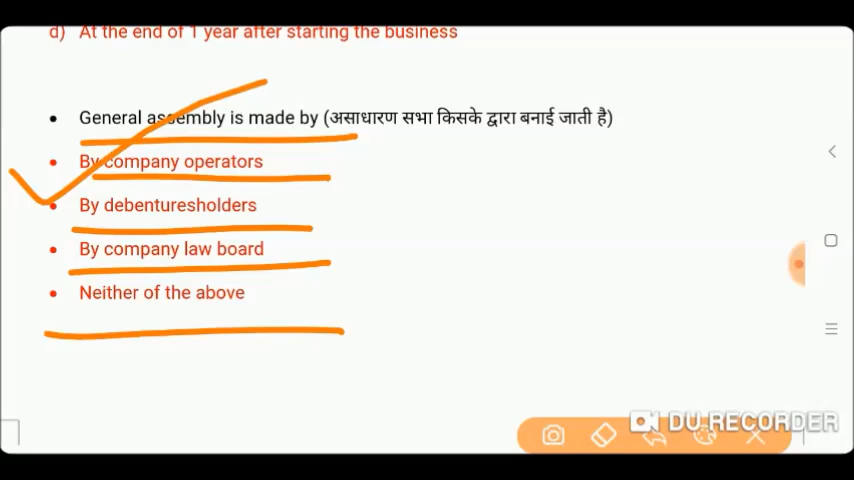 d) At the end of 1 year after starting the business
• General assembly is made by (असाधारण सभा किसके द्वारा बनाई जाती है)
• By company operators
• By debenturesholders
• By company law board
• Neither of the above
DU RECORDER